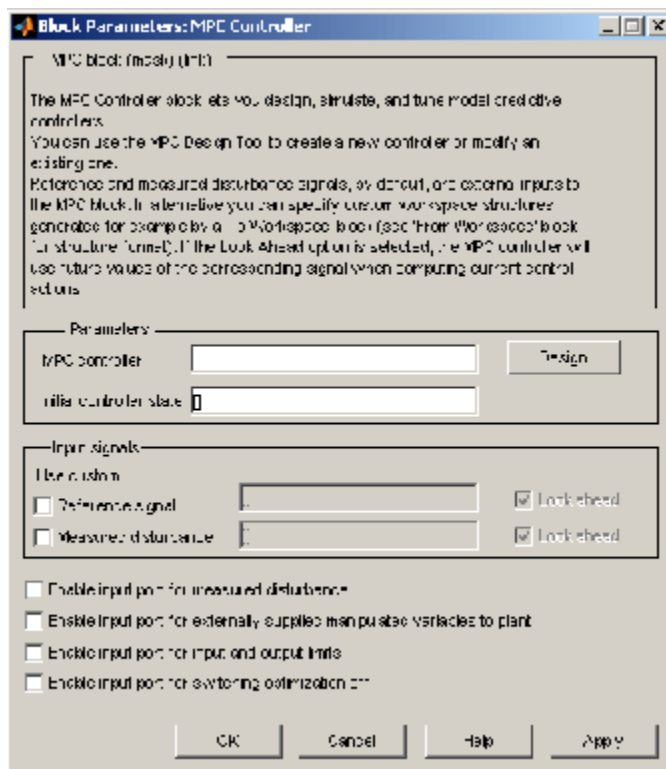 Block Parameters: MPC Controller
MPC block (mask) (link)
The MPC Controller block lets you design, simulate, and tune model predictive
controllers.
You can use the MPC Design Tool to create a new controller or modify an
existing one.
Reference and measured disturbance signals, by default, are external inputs to
the MPC block. In alternative you can specify custom workspace structures
generated for example by a 'To Workspace' block (see 'From Workspace' block
for structure format). If the Look Ahead option is selected, the MPC controller will
use future values of the corresponding signal when computing current control
actions.
Parameters
MPC controller
Design
Initial controller state
[]
Input signals
Use custom
Reference signal
Look ahead
Measured disturbance
Look ahead
Enable input port for measured disturbance
Enable input port for externally supplied manipulated variables to plant
Enable input port for input and output limits
Enable input port for switching optimization off
OK
Cancel
Help
Apply